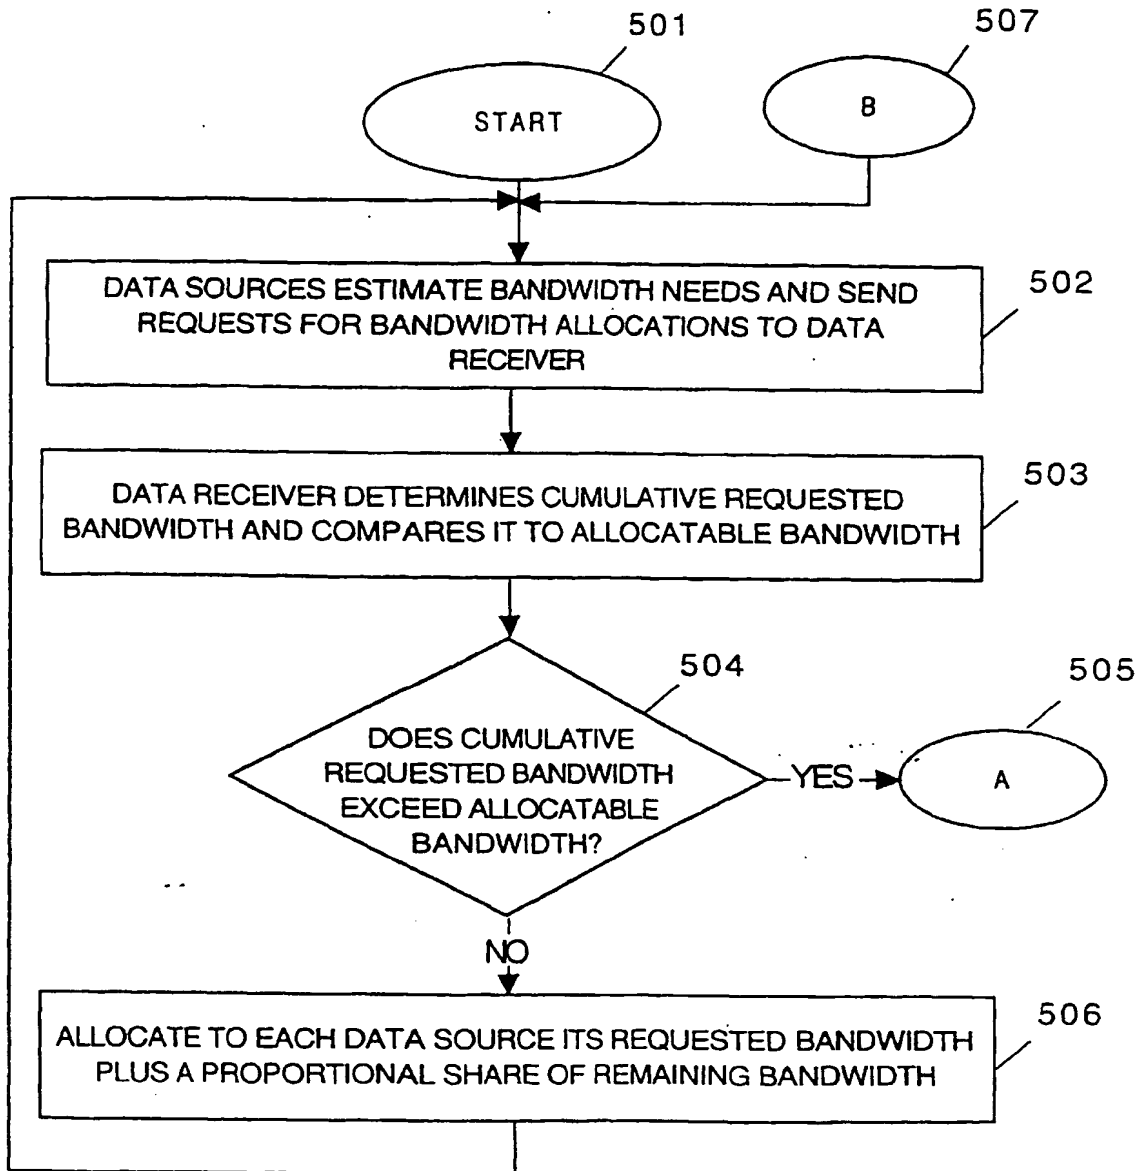 501
507
START
B
DATA SOURCES ESTIMATE BANDWIDTH NEEDS AND SEND
REQUESTS FOR BANDWIDTH ALLOCATIONS TO DATA
RECEIVER
502
DATA RECEIVER DETERMINES CUMULATIVE REQUESTED
BANDWIDTH AND COMPARES IT TO ALLOCATABLE BANDWIDTH
503
504
DOES CUMULATIVE
REQUESTED BANDWIDTH
EXCEED ALLOCATABLE
BANDWIDTH?
YES
505
A
NO
ALLOCATE TO EACH DATA SOURCE ITS REQUESTED BANDWIDTH
PLUS A PROPORTIONAL SHARE OF REMAINING BANDWIDTH
506